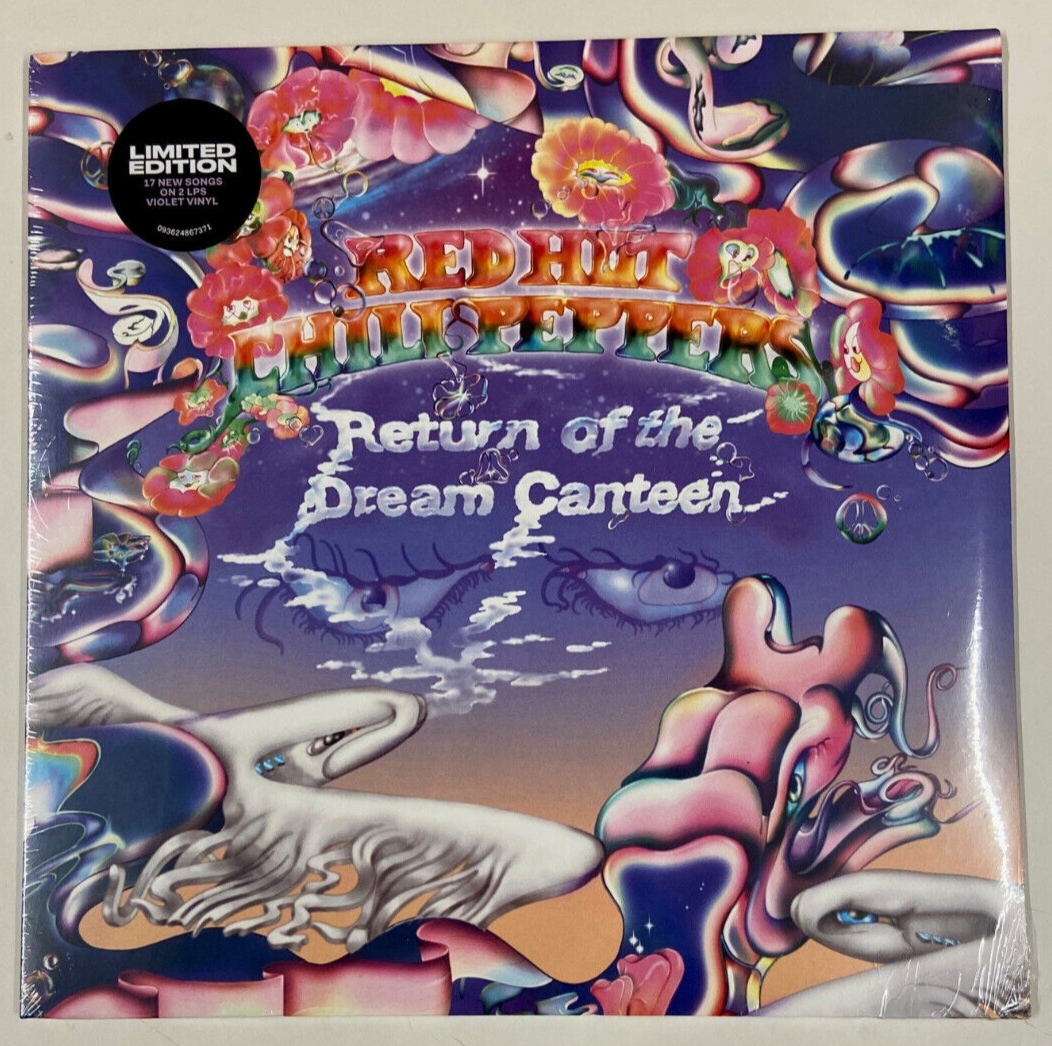 LIMITED
EDITION
17 NEW SONGS
ON 2 LPS
VIOLET VINYL
093624867371
RED HOT
CHILI PEPPERS
Return of the
Dream Canteen